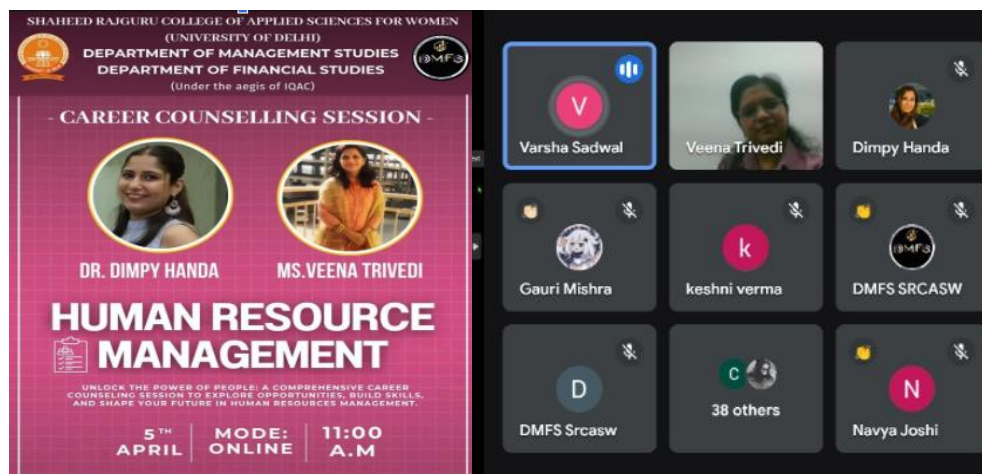 SHAHEED RAJGURU COLLEGE OF APPLIED SCIENCES FOR WOMEN
(UNIVERSITY OF DELHI)
DEPARTMENT OF MANAGEMENT STUDIES
DEPARTMENT OF FINANCIAL STUDIES
(Under the aegis of IQAC)
DMFS
- CAREER COUNSELLING SESSION -
DR. DIMPY HANDA
MS.VEENA TRIVEDI
HUMAN RESOURCE
MANAGEMENT
UNLOCK THE POWER OF PEOPLE: A COMPREHENSIVE CAREER
COUNSELING SESSION TO EXPLORE OPPORTUNITIES, BUILD SKILLS,
AND SHAPE YOUR FUTURE IN HUMAN RESOURCES MANAGEMENT.
5TH
APRIL
MODE:
ONLINE
11:00
A.M
V
Varsha Sadwal
Veena Trivedi
Dimpy Handa
Gauri Mishra
k
keshni verma
DMFS
DMFS SRCASW
D
DMFS Srcasw
C
38 others
N
Navya Joshi